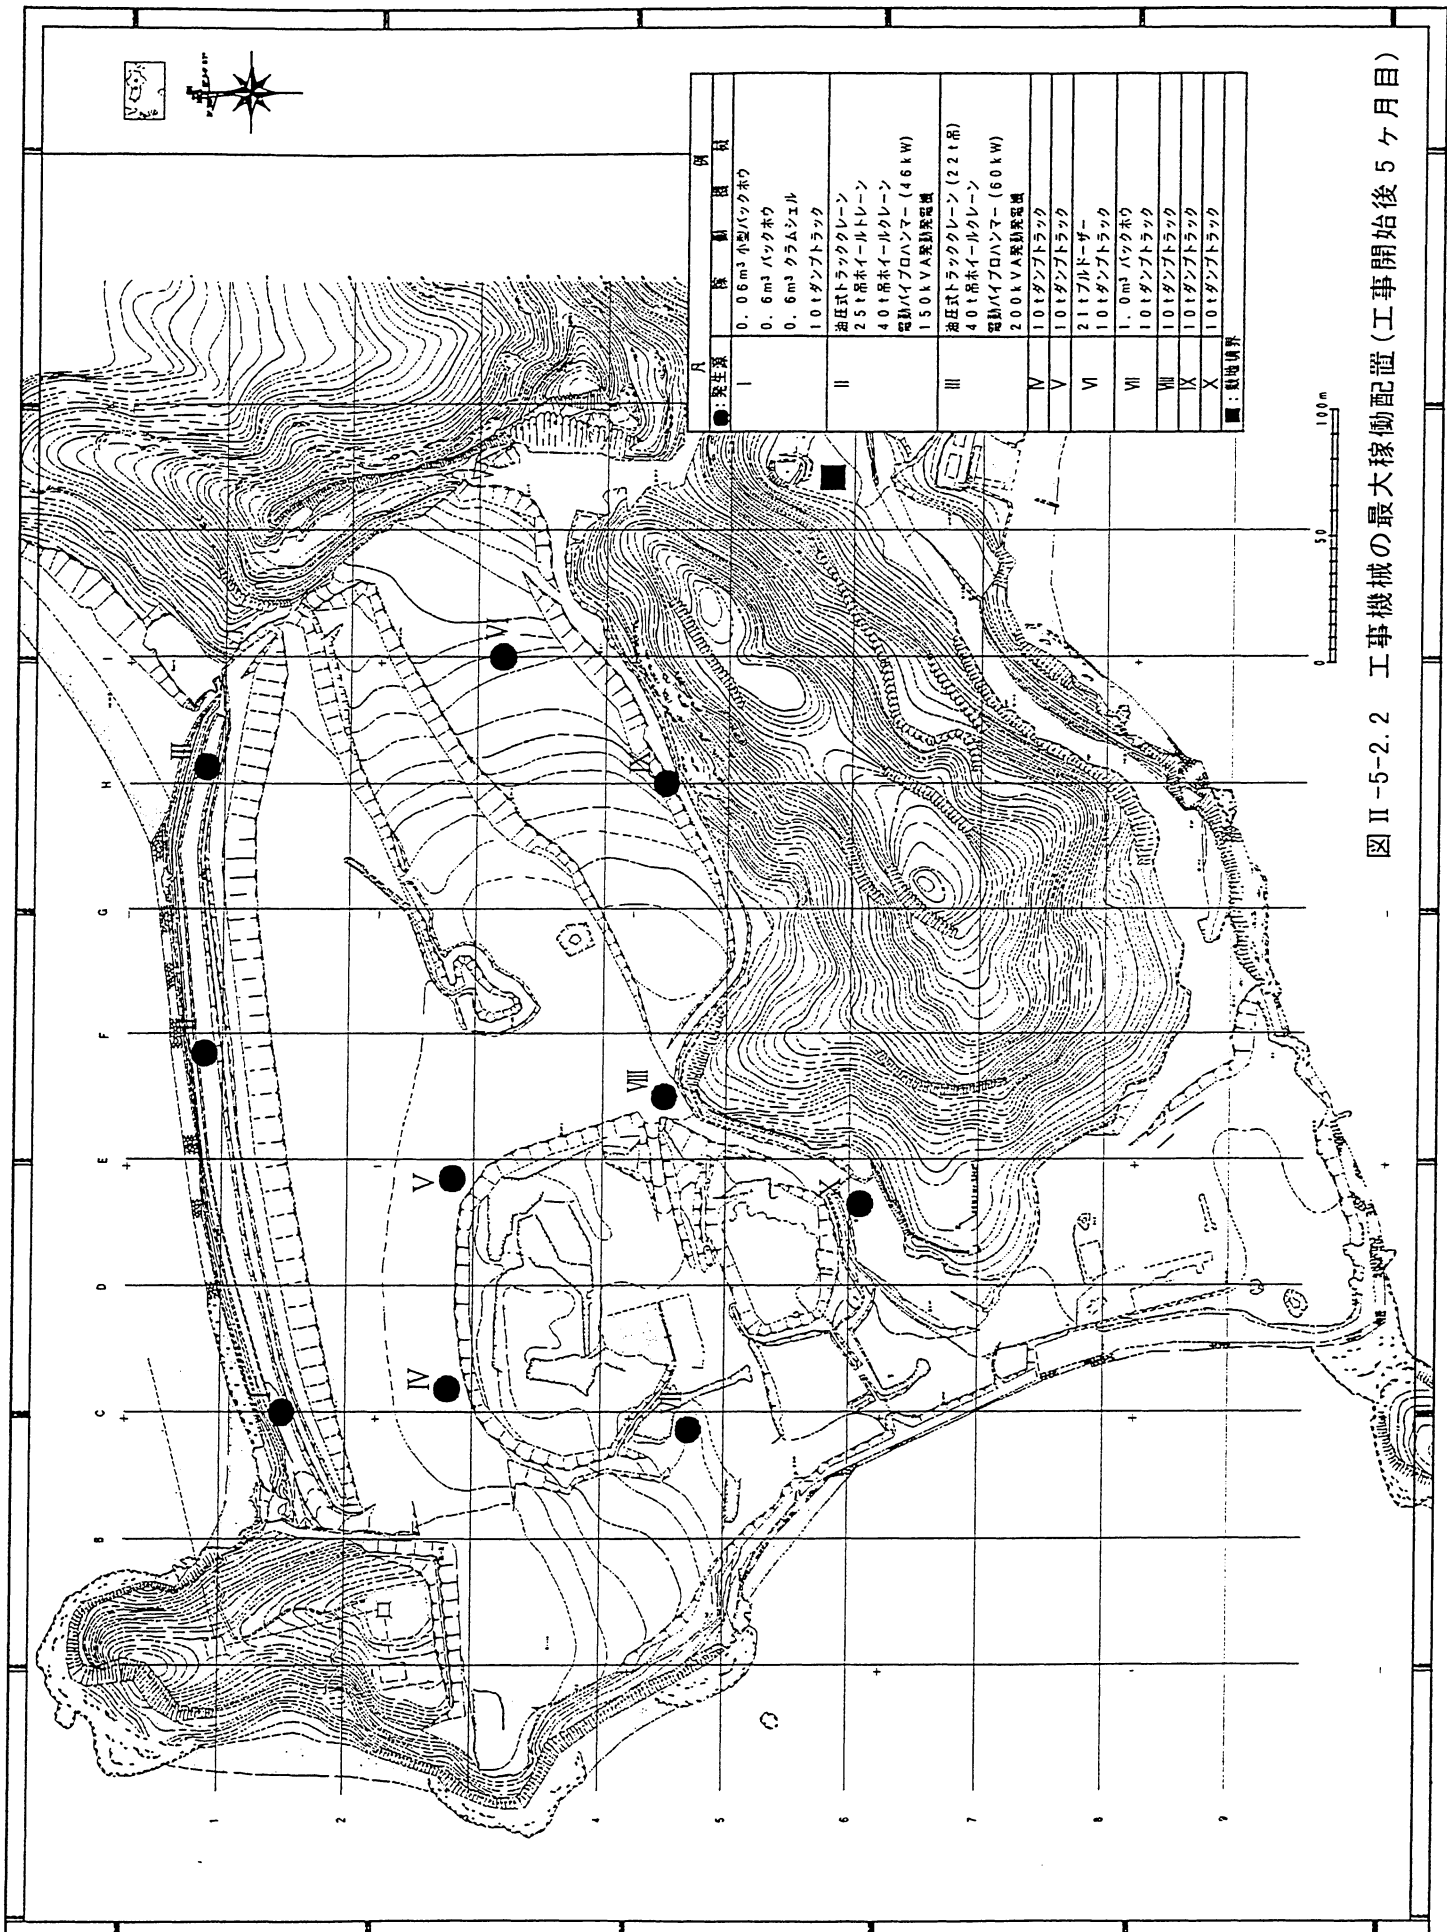 凡 例
●:発生源 稼 動 機 械
I
0.06m³ 小型バックホウ
0.6m³ バックホウ
0.6m³ クラムシェル
10tダンプトラック
II
油圧式トラッククレーン
25t吊ホイールトレーン
40t吊ホイールクレーン
電動バイブロハンマー(46kW)
150kVA発動発電機
III
油圧式トラッククレーン(22t吊)
40t吊ホイールクレーン
電動バイブロハンマー(60kW)
200kVA発動発電機
IV 10tダンプトラック
V 10tダンプトラック
VI
21tブルドーザー
10tダンプトラック
VII
1.0m³ バックホウ
10tダンプトラック
VIII 10tダンプトラック
IX 10tダンプトラック
X 10tダンプトラック
■:敷地境界
0 50 100m
B C D E F G H I
1
2
4
5
6
7
8
9
I
II
III
IV
V
VI
VIII
IX
X
図II-5-2.2 工事機械の最大稼働配置(工事開始後5ヶ月目)